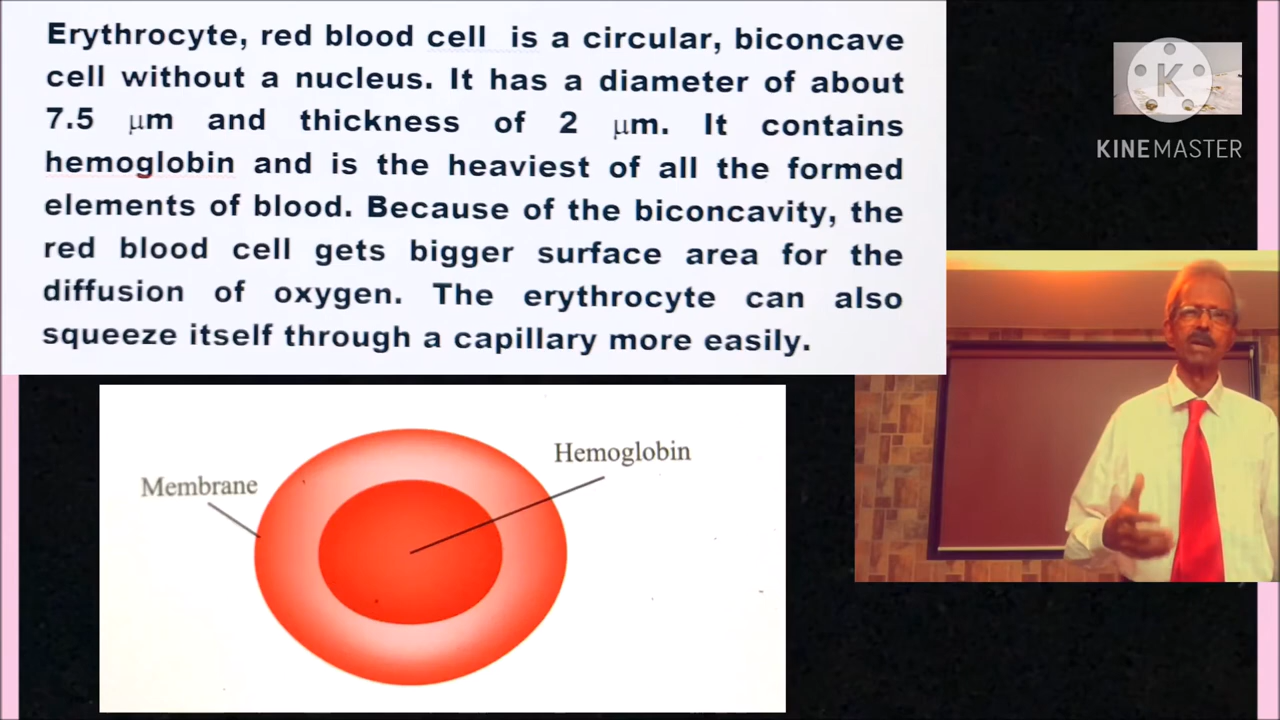 Erythrocyte, red blood cell is a circular, biconcave
cell without a nucleus. It has a diameter of about
7.5 μm and thickness of 2 μm. It contains
hemoglobin and is the heaviest of all the formed
elements of blood. Because of the biconcavity, the
red blood cell gets bigger surface area for the
diffusion of oxygen. The erythrocyte can also
squeeze itself through a capillary more easily.
K
KINEMASTER
Hemoglobin
Membrane